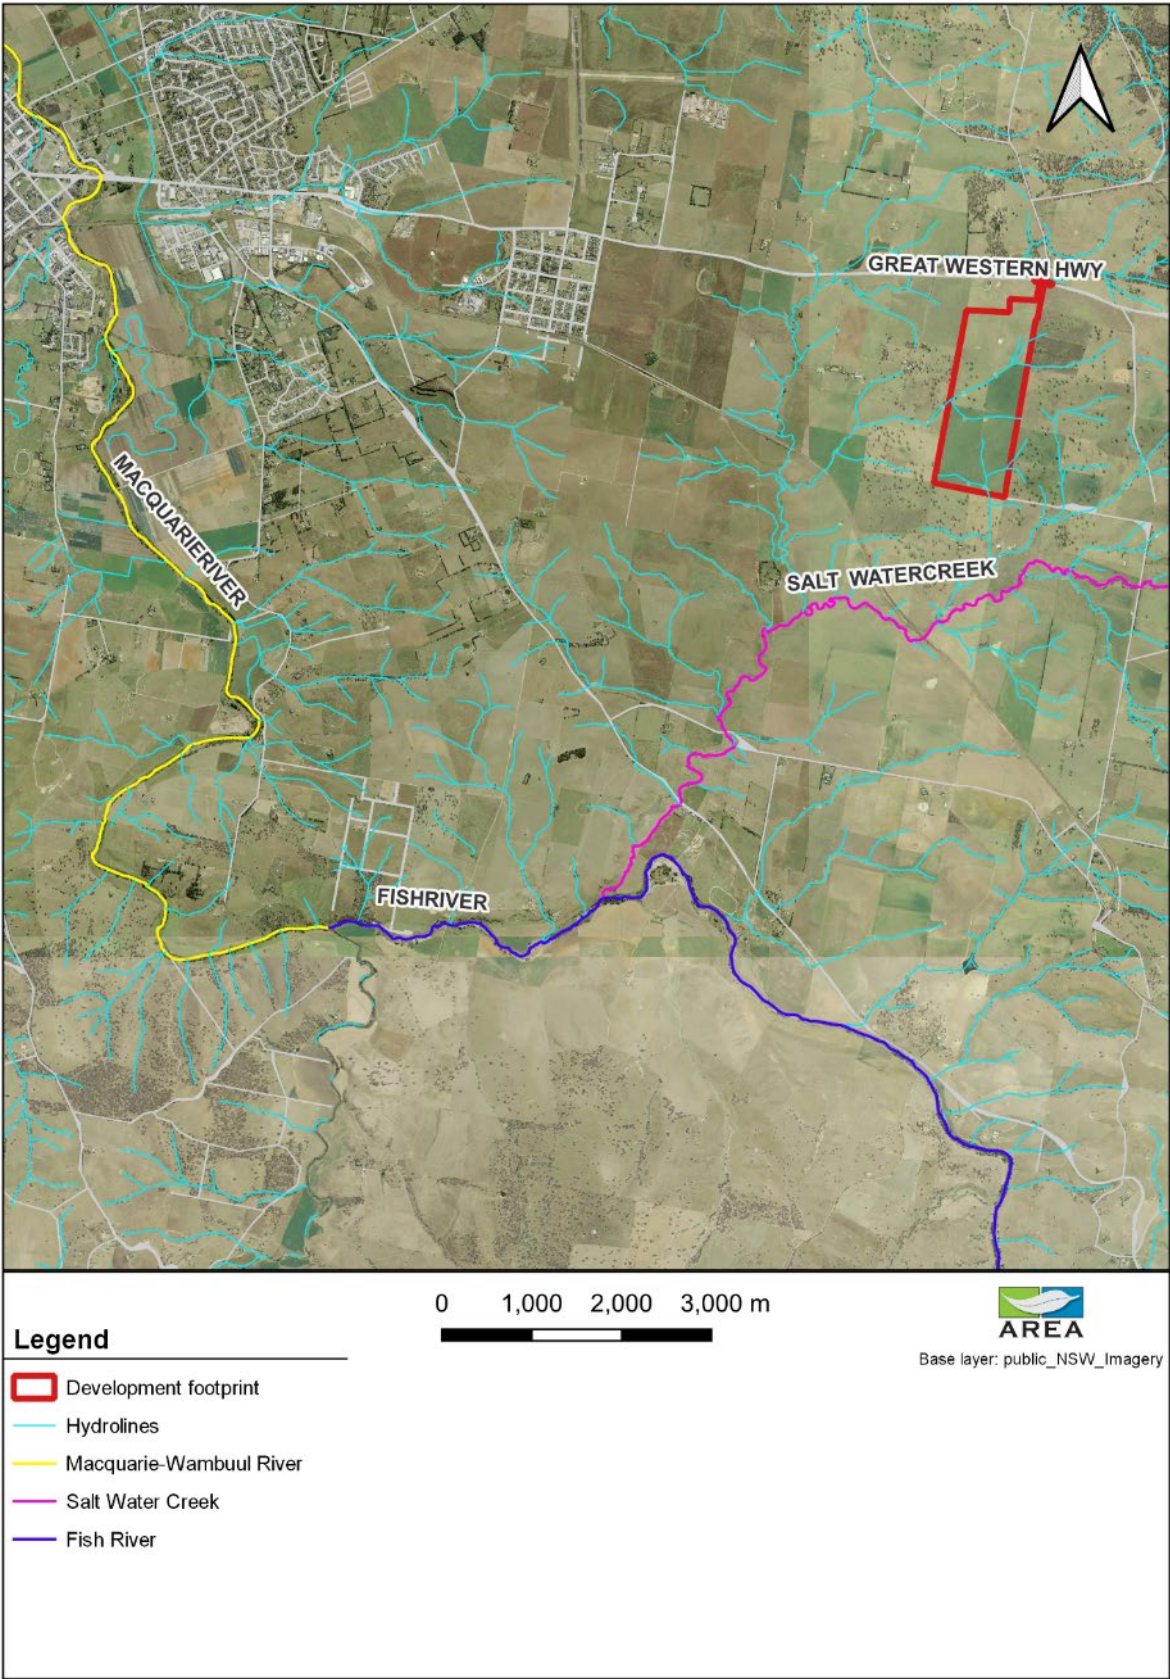 GREAT WESTERN HWY
MACQUARIERIVER
SALT WATERCREEK
FISHRIVER
0 1,000 2,000 3,000 m
Legend
Development footprint
Hydrolines
Macquarie-Wambuul River
Salt Water Creek
Fish River
AREA
Base layer: public_NSW_Imagery